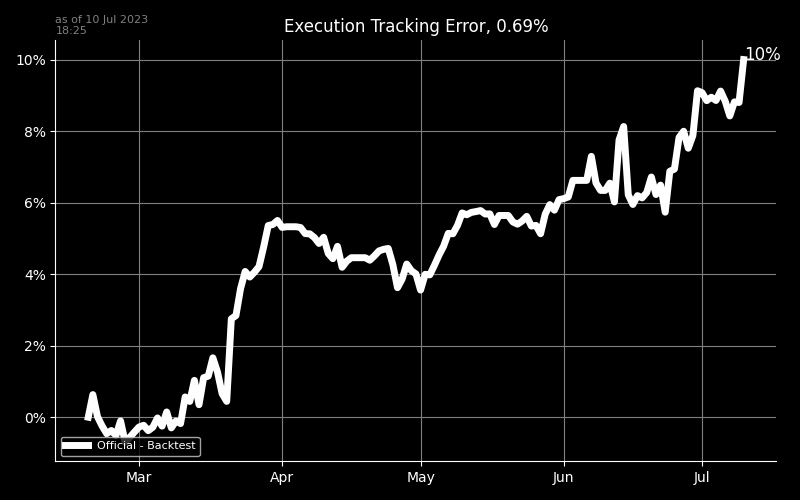 as of 10 Jul 2023
18:25
Execution Tracking Error, 0.69%
10%
10%
8%
6%
4%
2%
0%
Official - Backtest
Mar Apr May Jun Jul